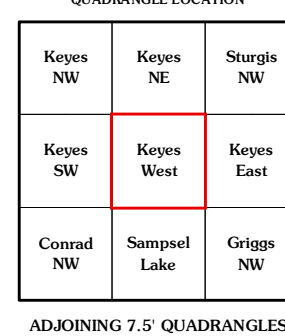 QUADRANGLE LOCATION
Keyes
NW
Keyes
NE
Sturgis
NW
Keyes
SW
Keyes
West
Keyes
East
Conrad
NW
Sampsel
Lake
Griggs
NW
ADJOINING 7.5' QUADRANGLES